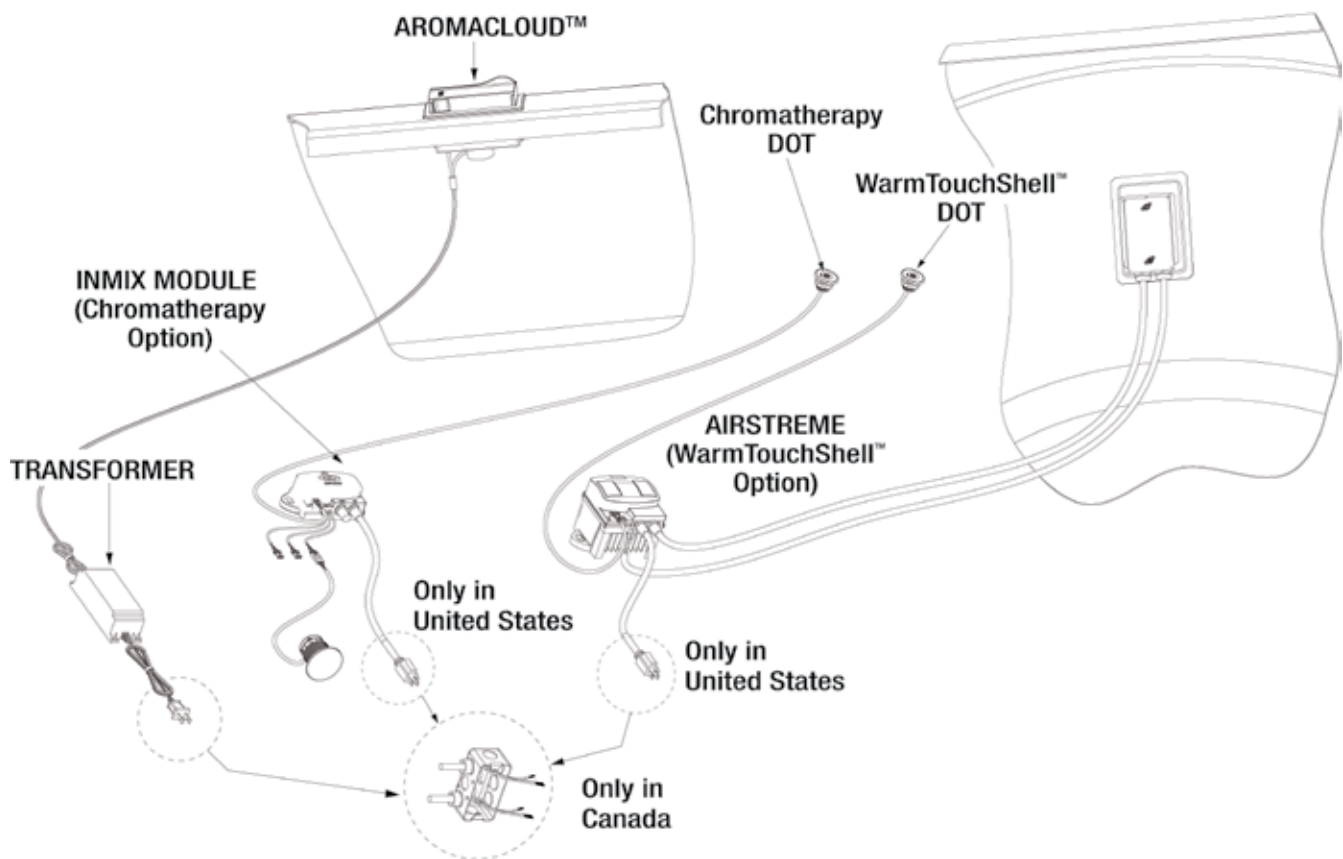 AROMACLOUD™
Chromatherapy
DOT
WarmTouchShell™
DOT
INMIX MODULE
(Chromatherapy
Option)
AIRSTREME
(WarmTouchShell™
Option)
TRANSFORMER
Only in
United States
Only in
United States
Only in
Canada